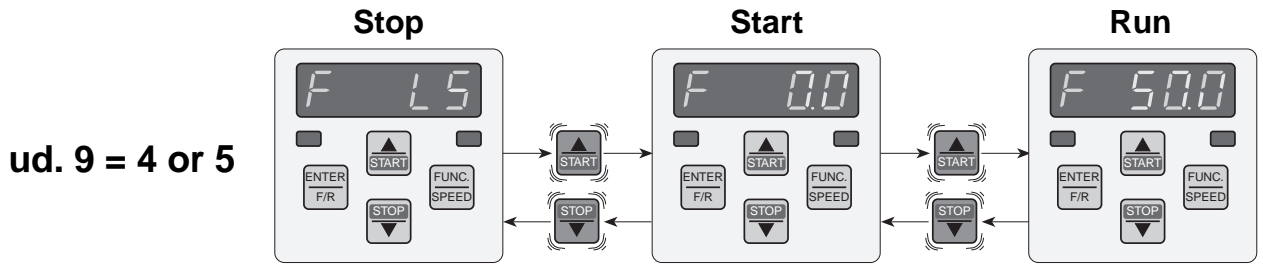 Stop
Start
Run
F LS
F 0.0
F 50.0
ud. 9 = 4 or 5
START
START
START
START
START
ENTER
F/R
FUNC.
SPEED
ENTER
F/R
FUNC.
SPEED
ENTER
F/R
FUNC.
SPEED
STOP
STOP
STOP
STOP
STOP